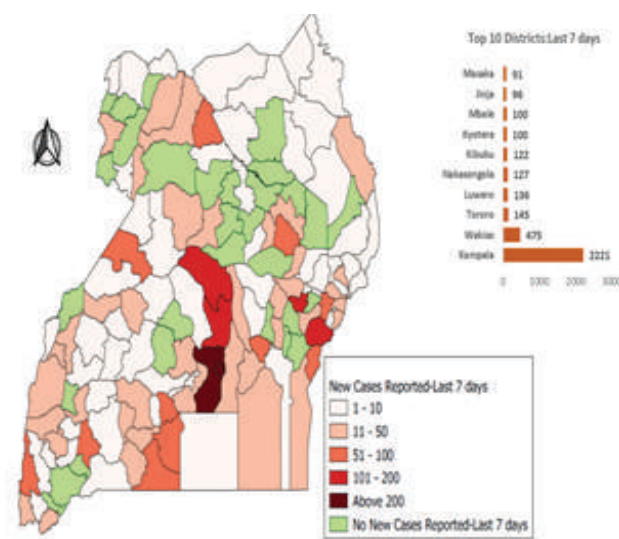 Top 10 Districts:Last 7 days
Masaka 91
Jinja 96
Mbale 100
Kyotera 100
Kibuku 122
Nakasongola 127
Luwero 136
Tororo 145
Wakiso 475
Kampala 2221
0 1000 2000 3000
New Cases Reported-Last 7 days
1 - 10
11 - 50
51 - 100
101 - 200
Above 200
No New Cases Reported-Last 7 days